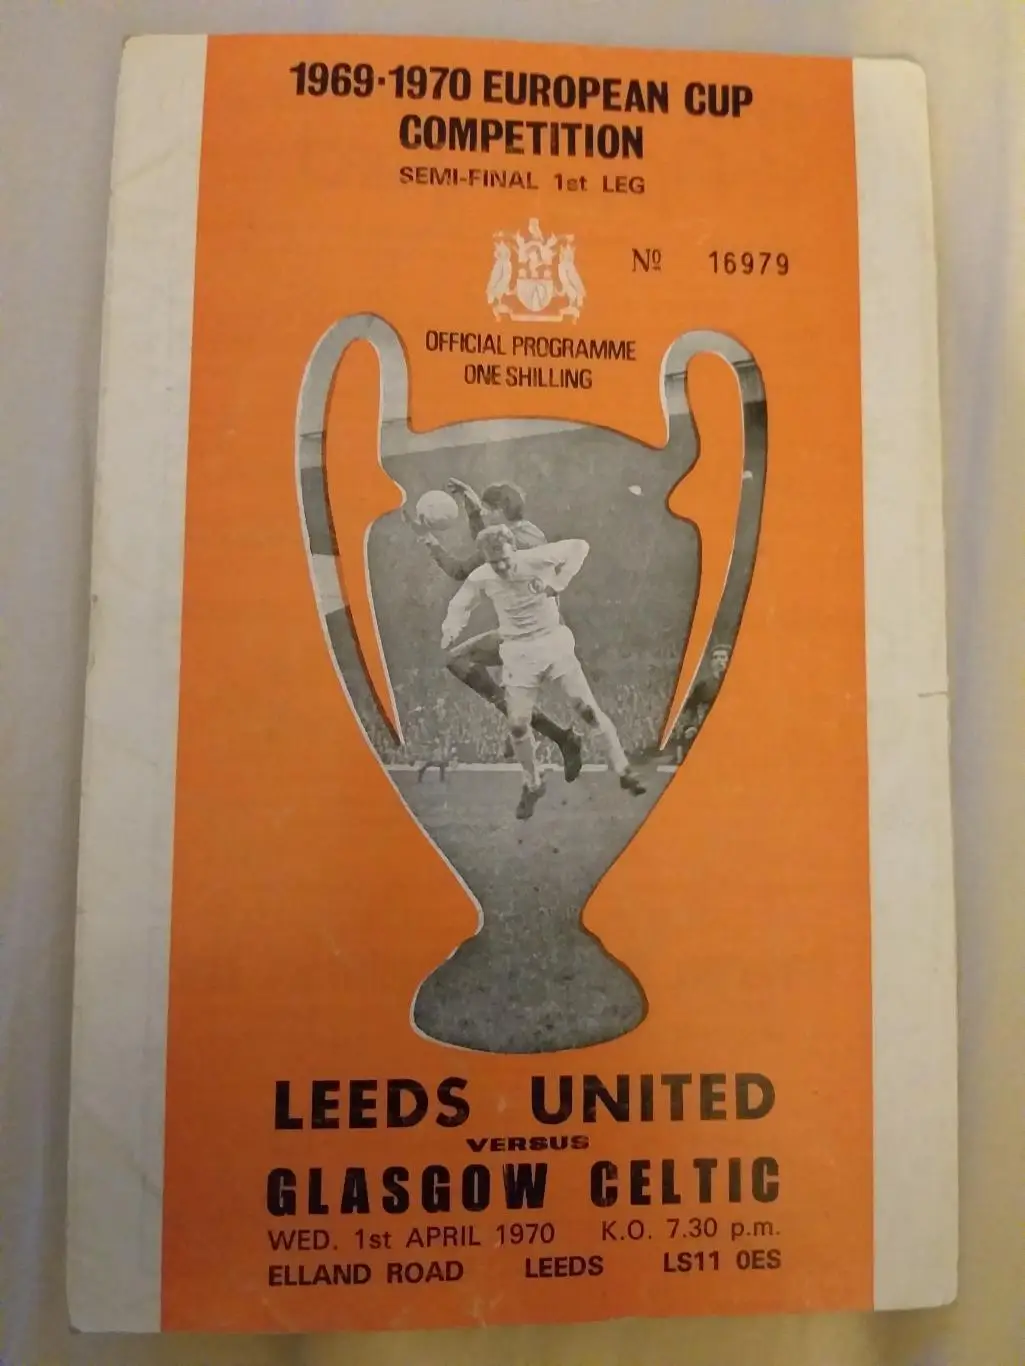 1969·1970 EUROPEAN CUP
COMPETITION
SEMI-FINAL 1st LEG
Nº 16979
OFFICIAL PROGRAMME
ONE SHILLING
LEEDS UNITED
VERSUS
GLASGOW CELTIC
WED. 1st APRIL 1970 K.O. 7.30 p.m.
ELLAND ROAD LEEDS LS11 0ES